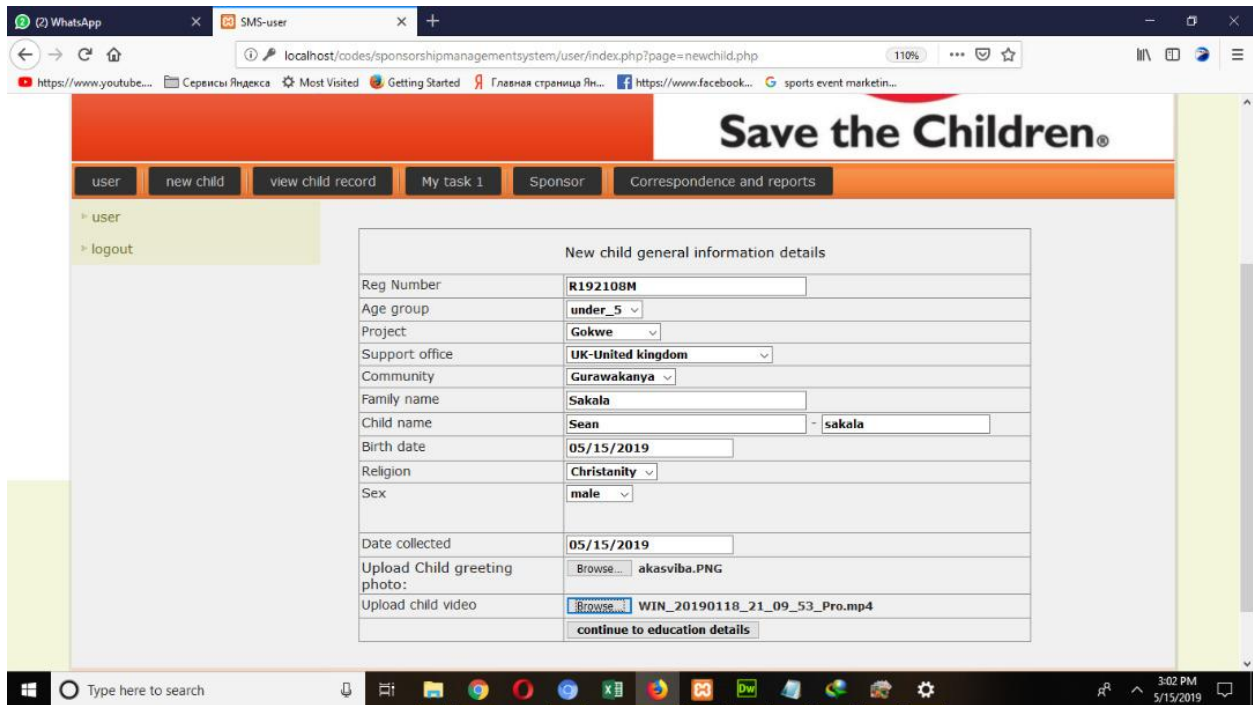 (2) WhatsApp
SMS-user
localhost/codes/sponsorshipmanagementsystem/user/index.php?page=newchild.php 110%
https://www.youtube.... Сервисы Яндекса Most Visited Getting Started Главная страница Ян... https://www.facebook... sports event marketin...
Save the Children®
user new child view child record My task 1 Sponsor Correspondence and reports
user
logout
New child general information details
Reg Number R192108M
Age group under_5
Project Gokwe
Support office UK-United kingdom
Community Gurawakanya
Family name Sakala
Child name Sean - sakala
Birth date 05/15/2019
Religion Christanity
Sex male
Date collected 05/15/2019
Upload Child greeting
photo: Browse... akasviba.PNG
Upload child video Browse... WIN_20190118_21_09_53_Pro.mp4
continue to education details
Type here to search
3:02 PM
5/15/2019